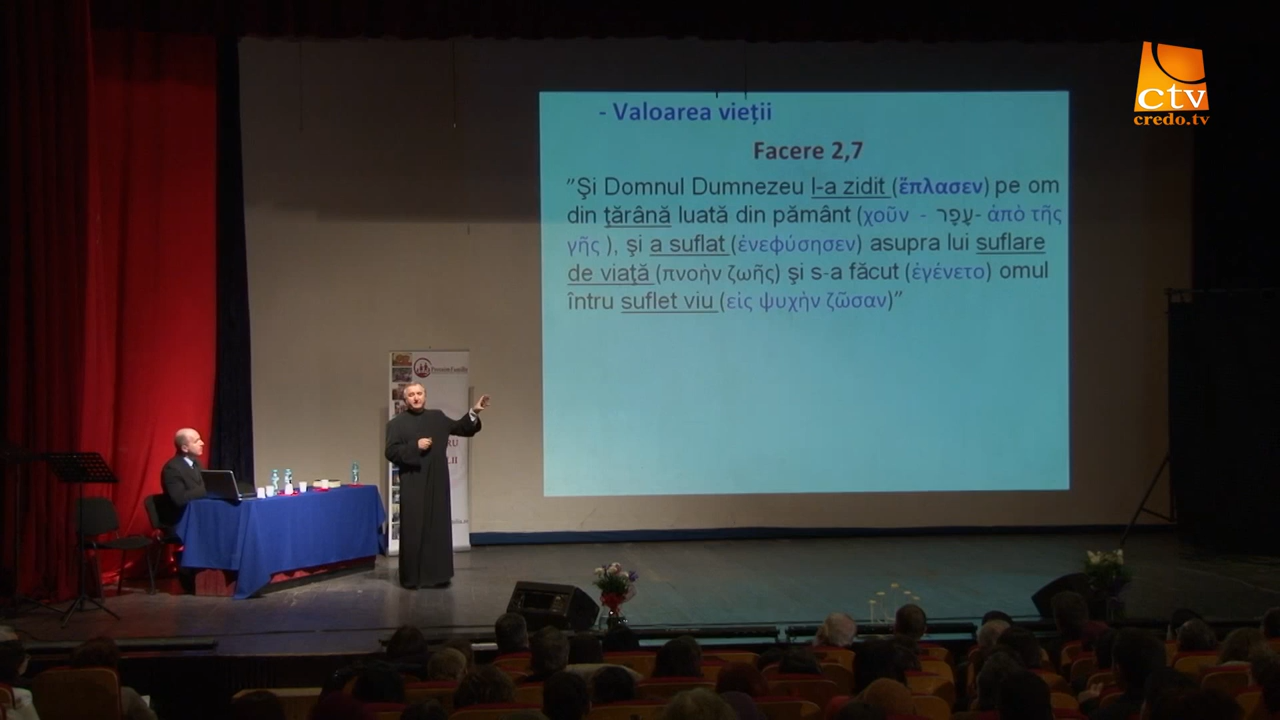 ctv
credo.tv
- Valoarea vieții
Facere 2,7
”Şi Domnul Dumnezeu l-a zidit (ἔπλασεν) pe om
din ţărână luată din pământ (χοῦν - עָפָר- ἀπὸ τῆς
γῆς ), şi a suflat (ἐνεφύσησεν) asupra lui suflare
de viaţă (πνοὴν ζωῆς) şi s-a făcut (ἐγένετο) omul
întru suflet viu (εἰς ψυχὴν ζῶσαν)”